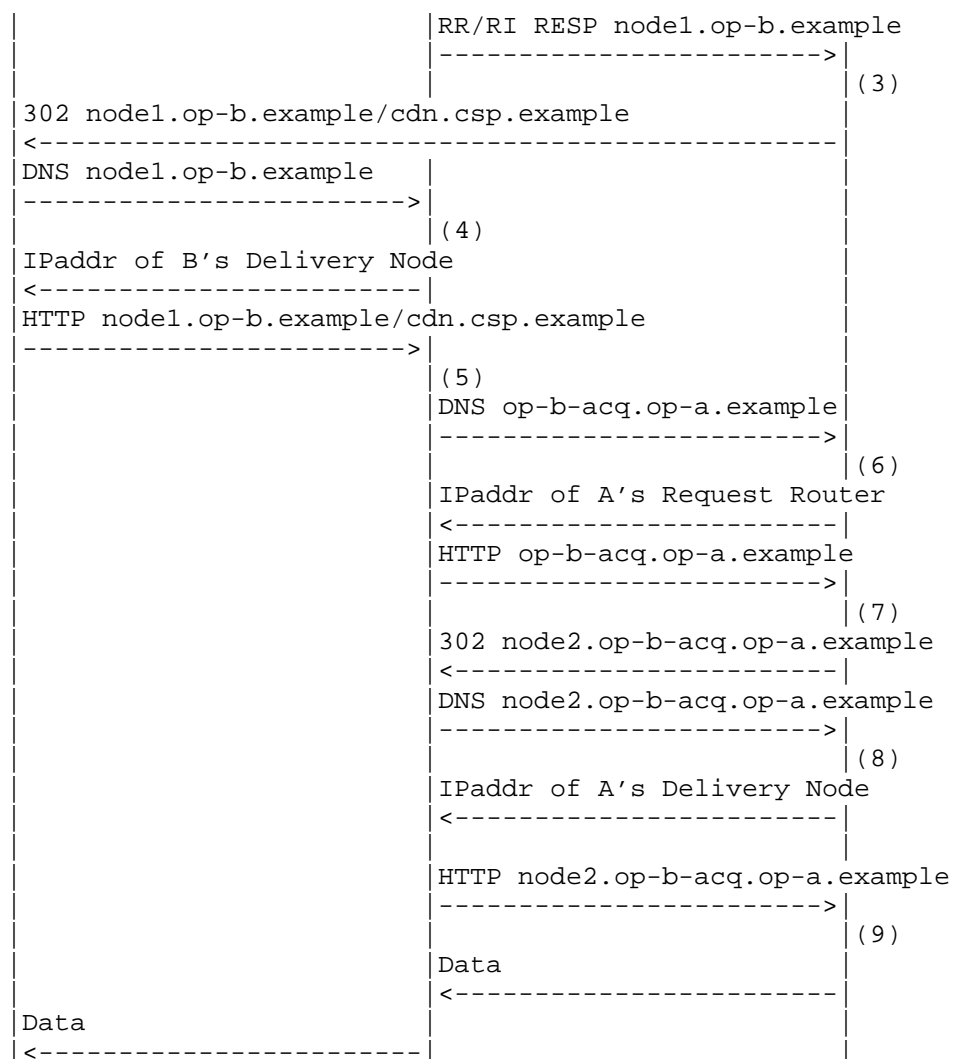 RR/RI RESP node1.op-b.example
(3)
302 node1.op-b.example/cdn.csp.example
DNS node1.op-b.example
(4)
IPaddr of B's Delivery Node
HTTP node1.op-b.example/cdn.csp.example
(5)
DNS op-b-acq.op-a.example
(6)
IPaddr of A's Request Router
HTTP op-b-acq.op-a.example
(7)
302 node2.op-b-acq.op-a.example
DNS node2.op-b-acq.op-a.example
(8)
IPaddr of A's Delivery Node
HTTP node2.op-b-acq.op-a.example
(9)
Data
Data